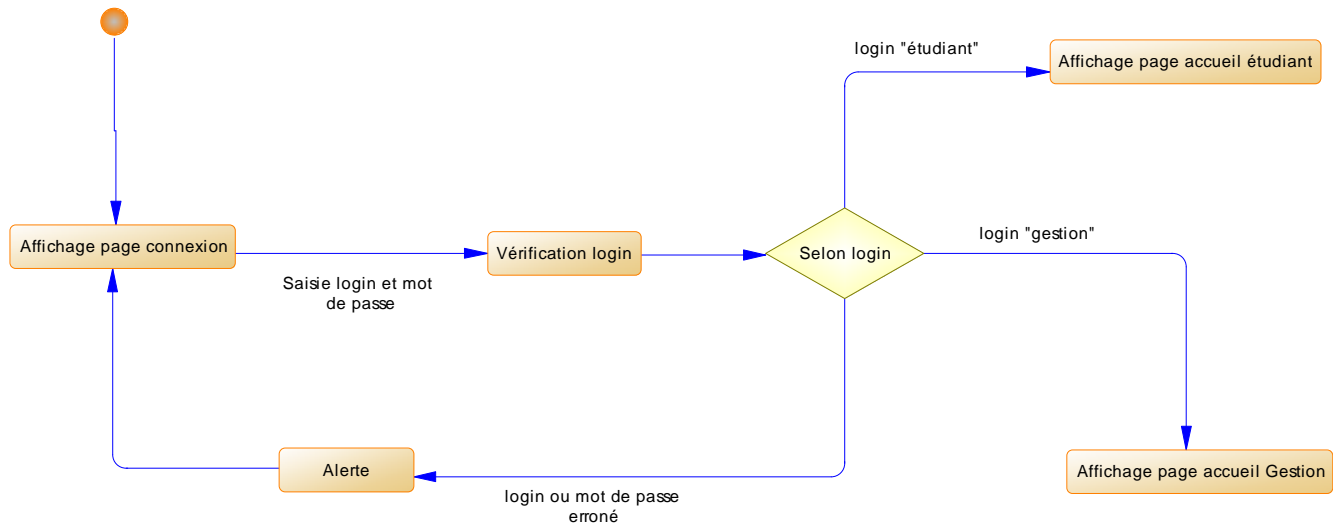 login "étudiant"
Affichage page accueil étudiant
Affichage page connexion
Saisie login et mot
de passe
Vérification login
Selon login
login "gestion"
Alerte
login ou mot de passe
erroné
Affichage page accueil Gestion